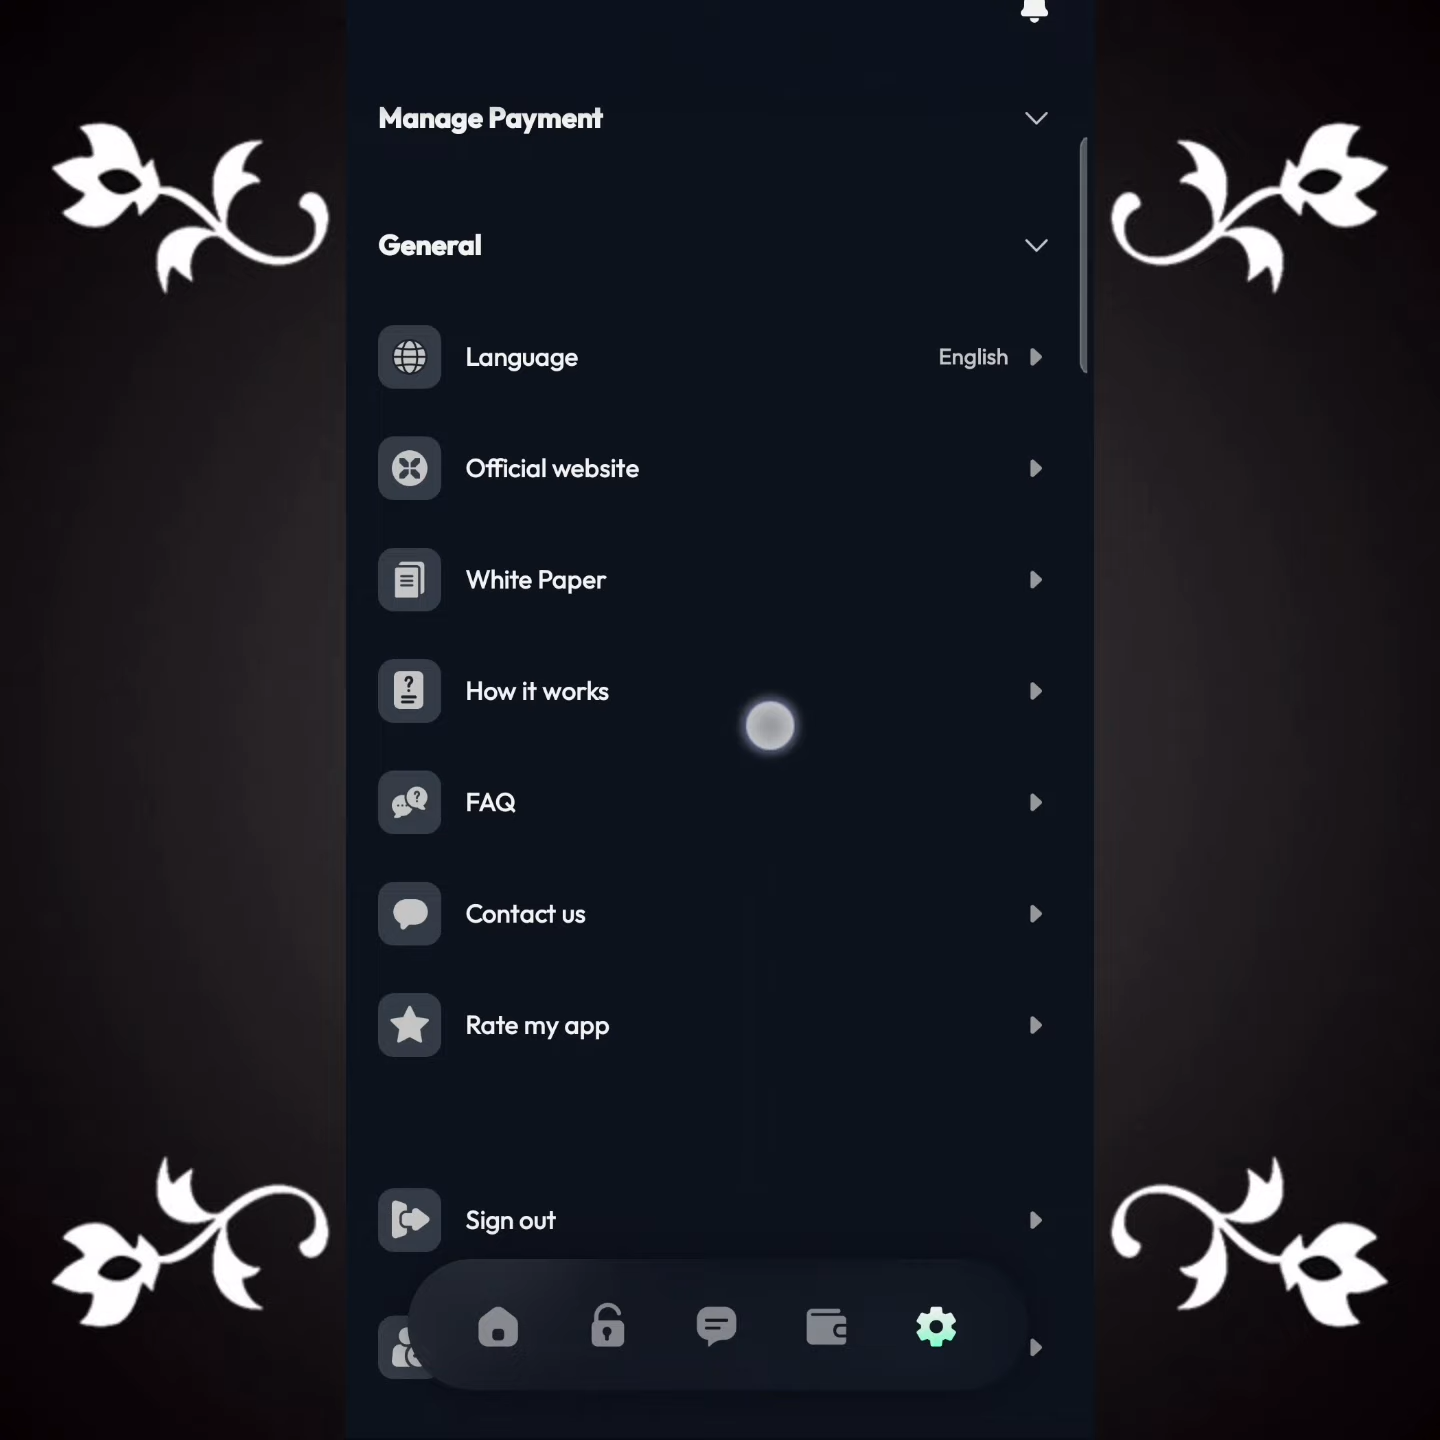 Manage Payment
General
Language
English
Official website
White Paper
How it works
FAQ
Contact us
Rate my app
Sign out